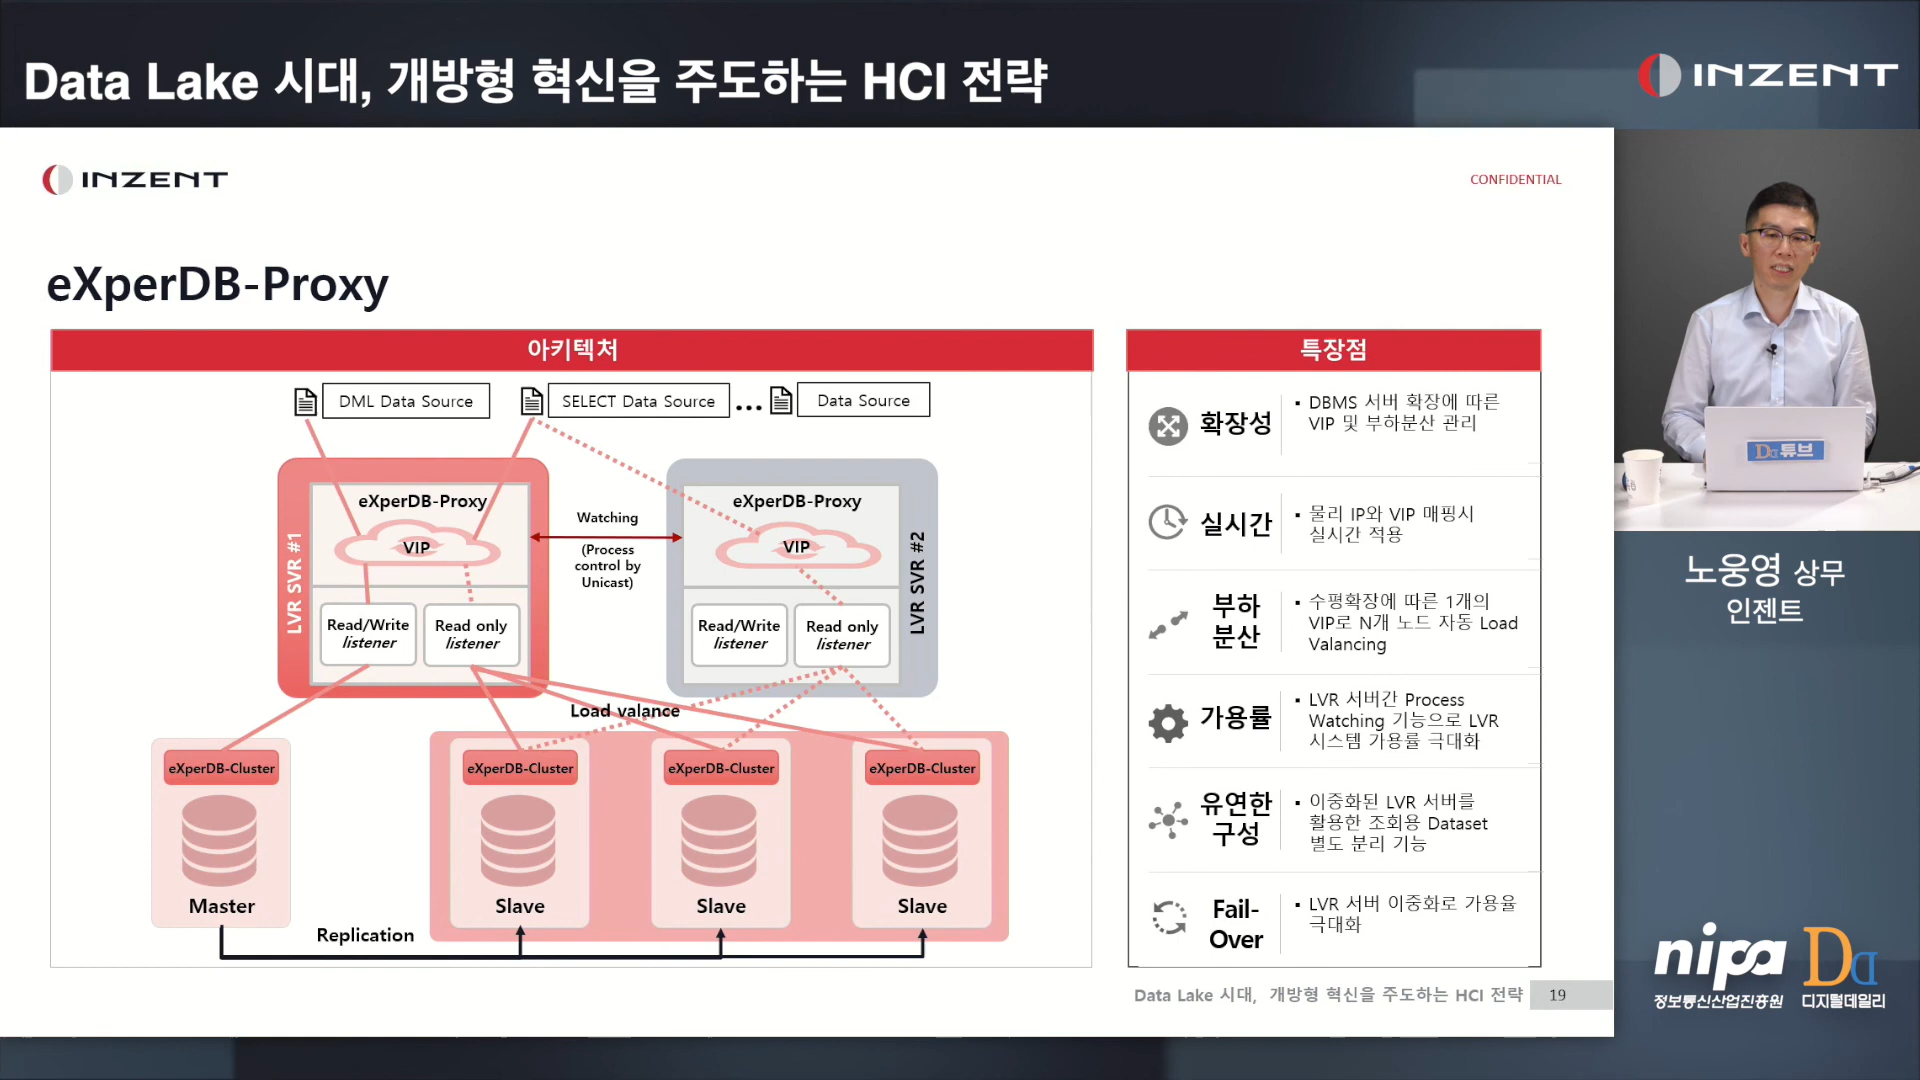 Data Lake 시대, 개방형 혁신을 주도하는 HCI 전략
INZENT
INZENT
CONFIDENTIAL
eXperDB-Proxy
아키텍처
DML Data Source
SELECT Data Source
...
Data Source
LVR SVR #1
eXperDB-Proxy
VIP
Read/Write
listener
Read only
listener
Watching
(Process
control by
Unicast)
eXperDB-Proxy
VIP
Read/Write
listener
Read only
listener
LVR SVR #2
Load valance
eXperDB-Cluster
Master
eXperDB-Cluster
Slave
eXperDB-Cluster
Slave
eXperDB-Cluster
Slave
Replication
특장점
확장성
▪ DBMS 서버 확장에 따른
VIP 및 부하분산 관리
실시간
▪ 물리 IP와 VIP 매핑시
실시간 적용
부하
분산
▪ 수평확장에 따른 1개의
VIP로 N개 노드 자동 Load
Valancing
가용률
▪ LVR 서버간 Process
Watching 기능으로 LVR
시스템 가용률 극대화
유연한
구성
▪ 이중화된 LVR 서버를
활용한 조회용 Dataset
별도 분리 기능
Fail-
Over
▪ LVR 서버 이중화로 가용율
극대화
Data Lake 시대, 개방형 혁신을 주도하는 HCI 전략
19
Dd튜브
노웅영 상무
인젠트
nipa
정보통신산업진흥원
Dd
디지털데일리